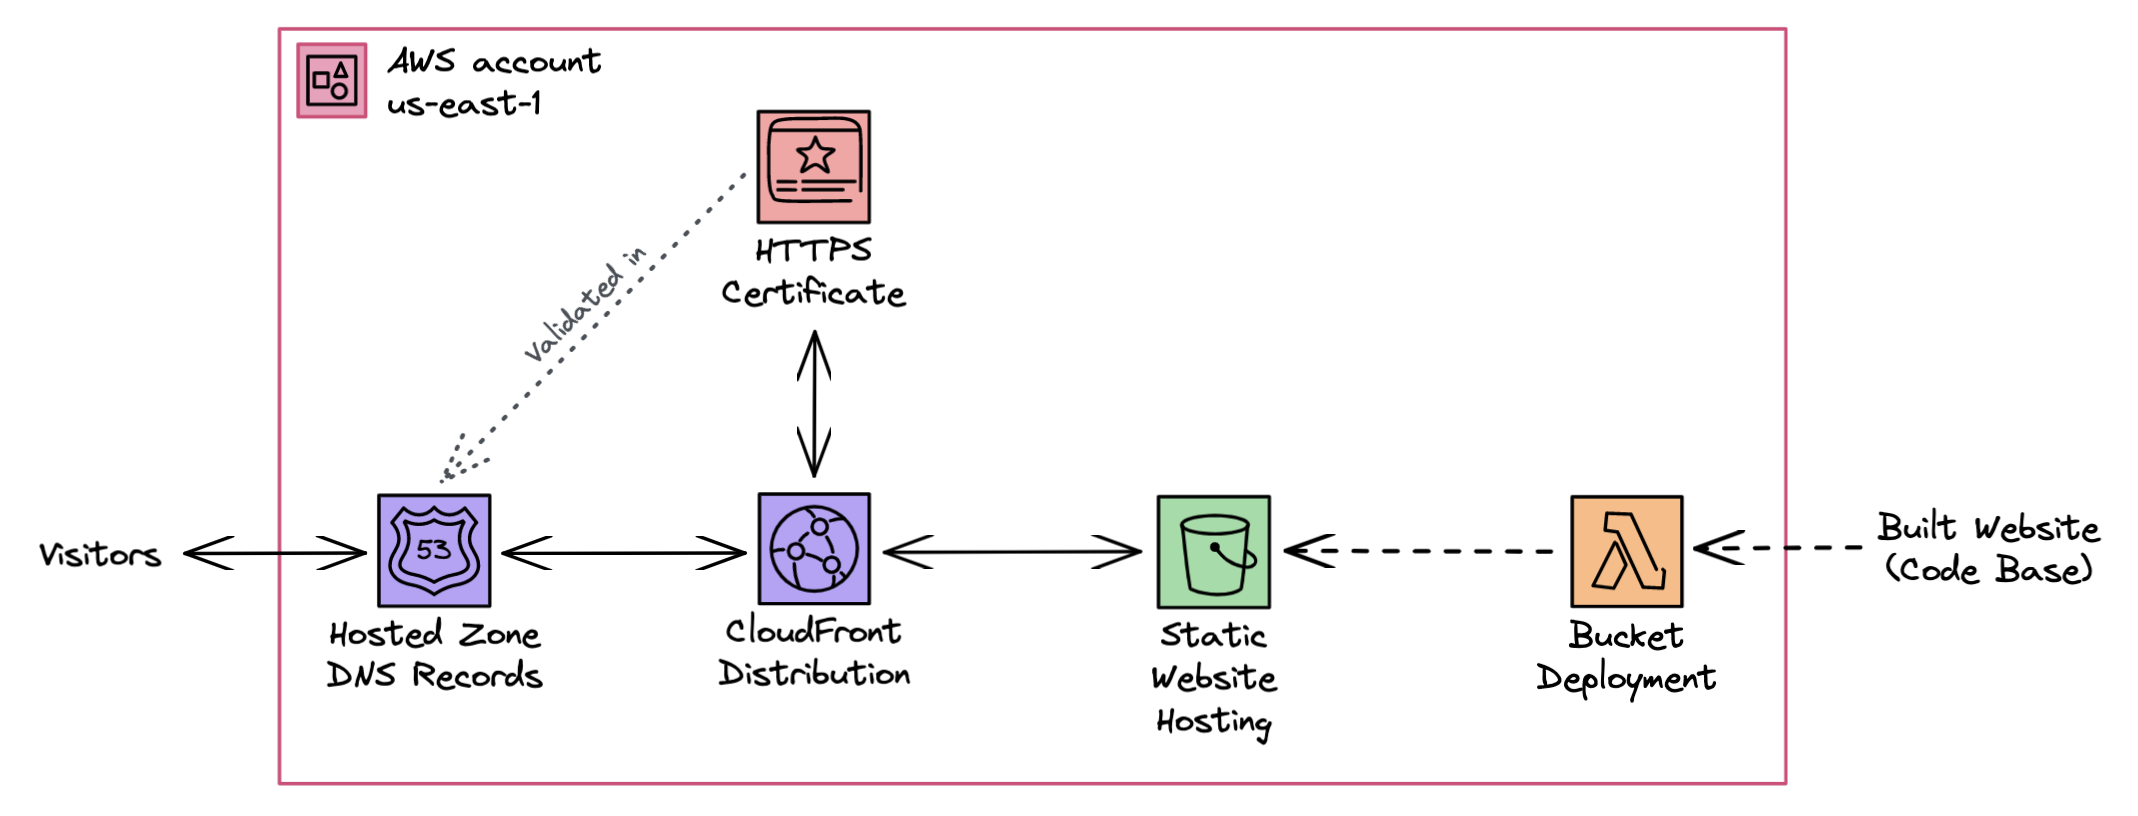 AWS account
us-east-1
HTTPS
Certificate
Validated in
Visitors
53
Hosted Zone
DNS Records
CloudFront
Distribution
Static
Website
Hosting
Bucket
Deployment
Built Website
(Code Base)